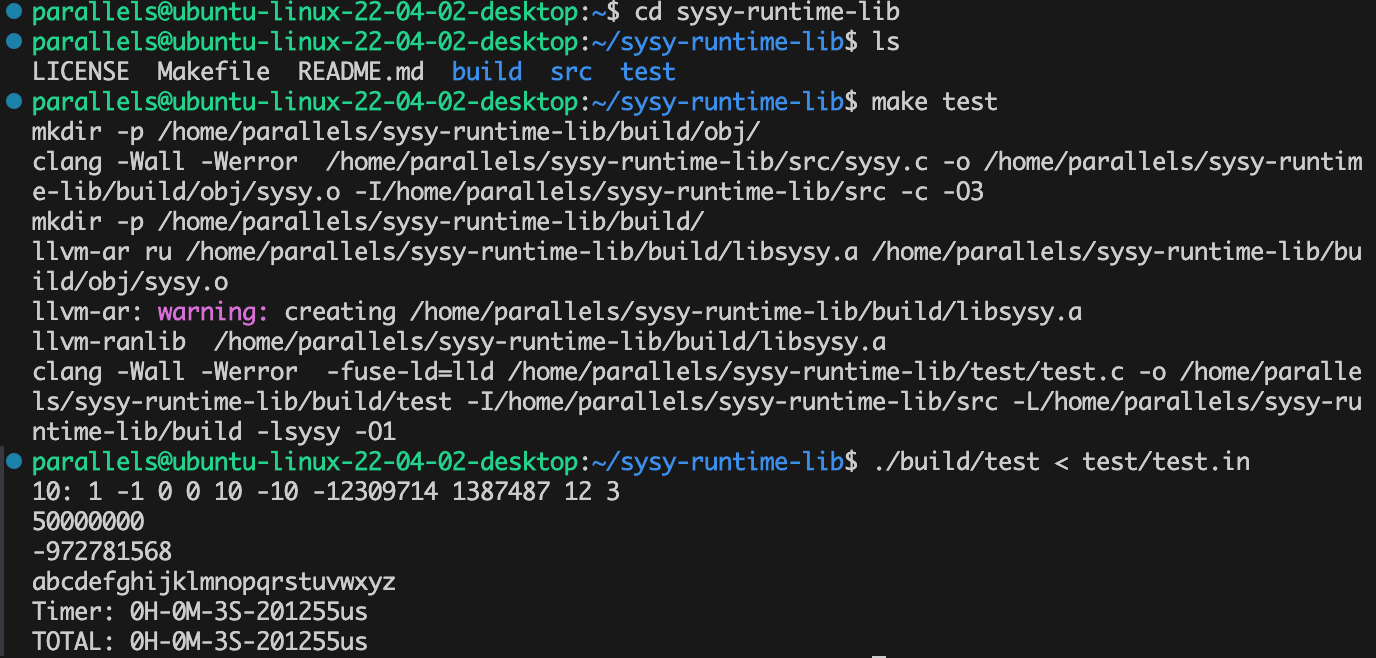 parallels@ubuntu-linux-22-04-02-desktop:~$ cd sysy-runtime-lib
parallels@ubuntu-linux-22-04-02-desktop:~/sysy-runtime-lib$ ls
LICENSE  Makefile  README.md  build  src  test
parallels@ubuntu-linux-22-04-02-desktop:~/sysy-runtime-lib$ make test
mkdir -p /home/parallels/sysy-runtime-lib/build/obj/
clang -Wall -Werror  /home/parallels/sysy-runtime-lib/src/sysy.c -o /home/parallels/sysy-runtim
e-lib/build/obj/sysy.o -I/home/parallels/sysy-runtime-lib/src -c -O3
mkdir -p /home/parallels/sysy-runtime-lib/build/
llvm-ar ru /home/parallels/sysy-runtime-lib/build/libsysy.a /home/parallels/sysy-runtime-lib/bu
ild/obj/sysy.o
llvm-ar: warning: creating /home/parallels/sysy-runtime-lib/build/libsysy.a
llvm-ranlib  /home/parallels/sysy-runtime-lib/build/libsysy.a
clang -Wall -Werror  -fuse-ld=lld /home/parallels/sysy-runtime-lib/test/test.c -o /home/paralle
ls/sysy-runtime-lib/build/test -I/home/parallels/sysy-runtime-lib/src -L/home/parallels/sysy-ru
ntime-lib/build -lsysy -O1
parallels@ubuntu-linux-22-04-02-desktop:~/sysy-runtime-lib$ ./build/test < test/test.in
10: 1 -1 0 0 10 -10 -12309714 1387487 12 3
50000000
-972781568
abcdefghijklmnopqrstuvwxyz
Timer: 0H-0M-3S-201255us
TOTAL: 0H-0M-3S-201255us